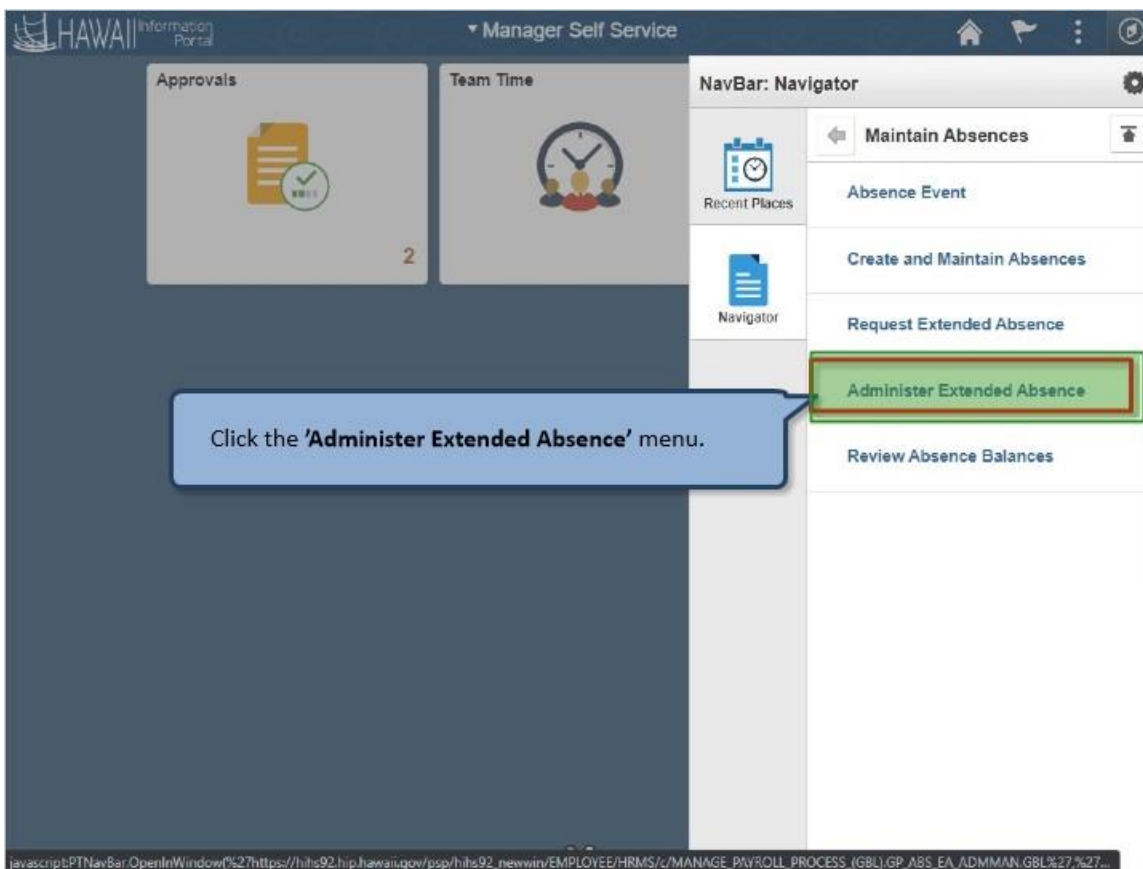 HAWAII Information Portal
Manager Self Service
Approvals
2
Team Time
NavBar: Navigator
Recent Places
Navigator
Maintain Absences
Absence Event
Create and Maintain Absences
Request Extended Absence
Administer Extended Absence
Review Absence Balances
Click the 'Administer Extended Absence' menu.
javascript:PTNavBar.OpenInWindow(%27https://hihs92.hip.hawaii.gov/psp/hihs92_newwin/EMPLOYEE/HRMS/c/MANAGE_PAYROLL_PROCESS_(GBL).GP_ABS_EA_ADMMAN.GBL%27,%27...